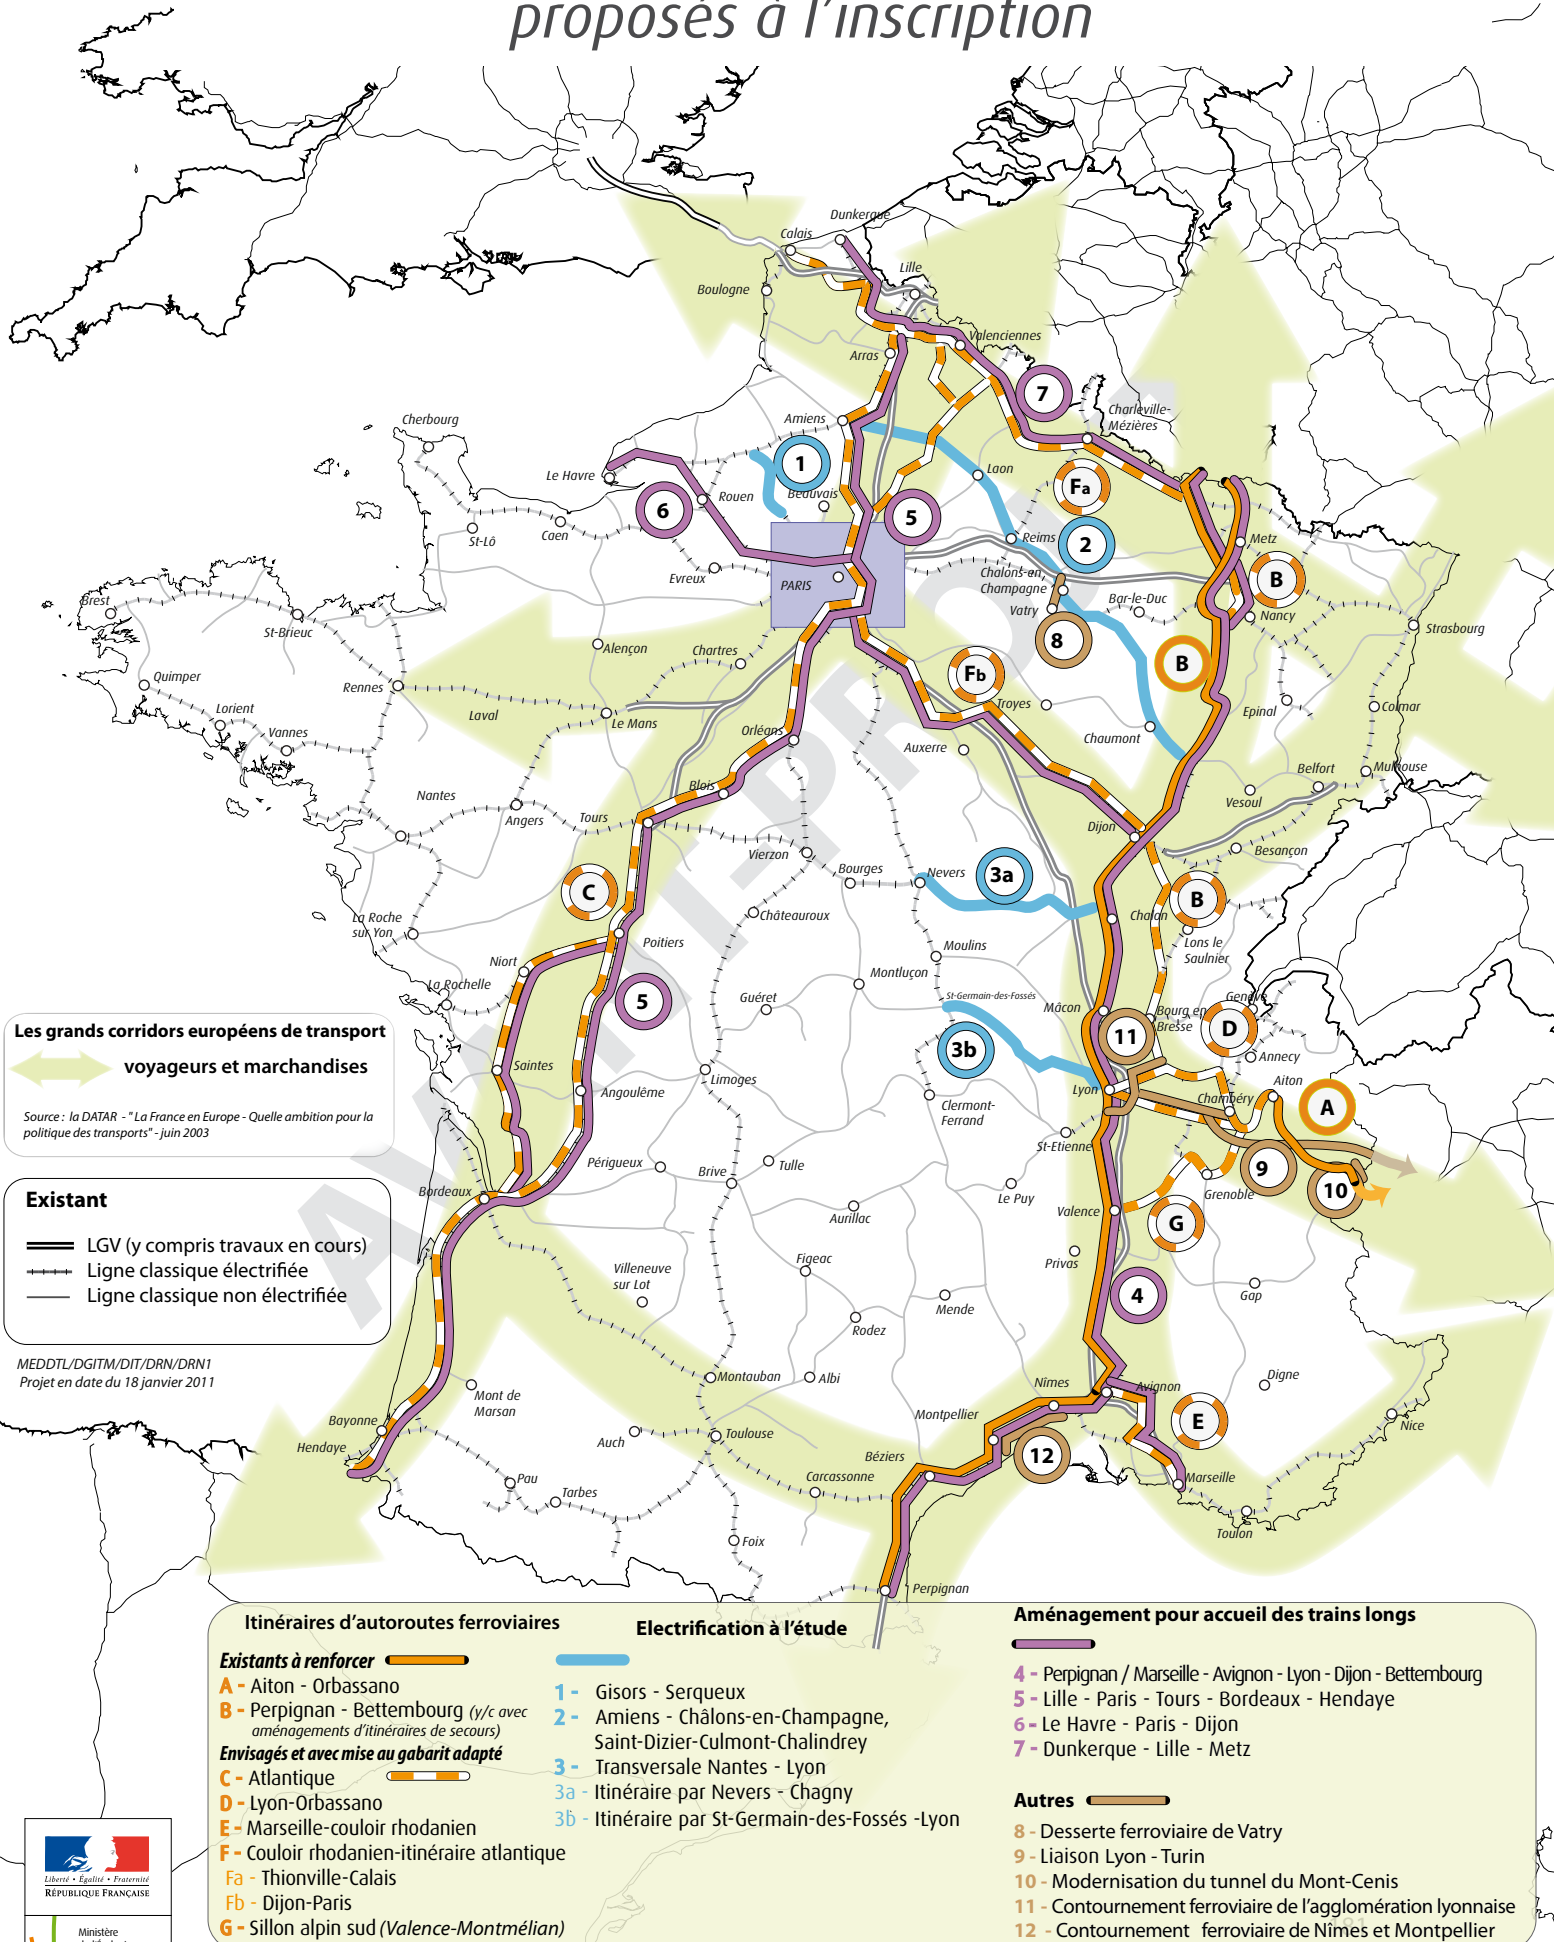 proposés à l'inscription
Dunkerque
Calais
Lille
Boulogne
Valenciennes
Arras
7
Charleville-
Mézières
Amiens
Cherbourg
1
Laon
Le Havre
Fa
Rouen
Beauvais
6
5
Reims
2
Metz
St-Lô
Caen
Chalons-en
Champagne
B
Evreux
PARIS
Bar-le-Duc
Vatry
Nancy
Brest
St-Brieuc
Strasbourg
8
Alençon
Chartres
B
Quimper
Fb
Rennes
Troyes
Lorient
Laval
Le Mans
Epinal
Colmar
Vannes
Orléans
Auxerre
Chaumont
Belfort
Mulhouse
Blois
Nantes
Vesoul
Angers
Tours
Dijon
Vierzon
Besançon
Bourges
Nevers
3a
C
B
Châteauroux
Chalon
La Roche
sur Yon
Poitiers
Lons le
Saulnier
Moulins
Niort
Montluçon
La Rochelle
5
Guéret
St-Germain-des-Fossés
Genève
Mâcon
Bourg en
Bresse
D
11
Les grands corridors européens de transport
voyageurs et marchandises
3b
Annecy
Saintes
Limoges
Aiton
Angoulême
Lyon
Chambéry
A
Clermont-
Ferrand
Source : la DATAR - " La France en Europe - Quelle ambition pour la
politique des transports" - juin 2003
St-Etienne
Périgueux
Brive
Tulle
9
Bordeaux
Le Puy
Grenoble
10
Existant
Aurillac
Valence
G
LGV (y compris travaux en cours)
Ligne classique électrifiée
Ligne classique non électrifiée
Figeac
Privas
Villeneuve
sur Lot
4
Gap
Mende
Rodez
MEDDTL/DGITM/DIT/DRN/DRN1
Projet en date du 18 janvier 2011
Montauban
Albi
Digne
Nîmes
Avignon
Mont de
Marsan
Montpellier
Bayonne
E
Nice
Hendaye
Auch
Toulouse
Béziers
12
Carcassonne
Marseille
Pau
Tarbes
Toulon
Foix
Perpignan
AVANT-PROJET
Itinéraires d'autoroutes ferroviaires
Existants à renforcer
A - Aiton - Orbassano
B - Perpignan - Bettembourg (y/c avec
aménagements d'itinéraires de secours)
Envisagés et avec mise au gabarit adapté
C - Atlantique
D - Lyon-Orbassano
E - Marseille-couloir rhodanien
F - Couloir rhodanien-itinéraire atlantique
Fa - Thionville-Calais
Fb - Dijon-Paris
G - Sillon alpin sud (Valence-Montmélian)
Electrification à l'étude
1 - Gisors - Serqueux
2 - Amiens - Châlons-en-Champagne,
Saint-Dizier-Culmont-Chalindrey
3 - Transversale Nantes - Lyon
3a - Itinéraire par Nevers - Chagny
3b - Itinéraire par St-Germain-des-Fossés -Lyon
Aménagement pour accueil des trains longs
4 - Perpignan / Marseille - Avignon - Lyon - Dijon - Bettembourg
5 - Lille - Paris - Tours - Bordeaux - Hendaye
6 - Le Havre - Paris - Dijon
7 - Dunkerque - Lille - Metz
Autres
8 - Desserte ferroviaire de Vatry
9 - Liaison Lyon - Turin
10 - Modernisation du tunnel du Mont-Cenis
11 - Contournement ferroviaire de l'agglomération lyonnaise
12 - Contournement ferroviaire de Nîmes et Montpellier
181
Liberté • Égalité • Fraternité
RÉPUBLIQUE FRANÇAISE
Ministère